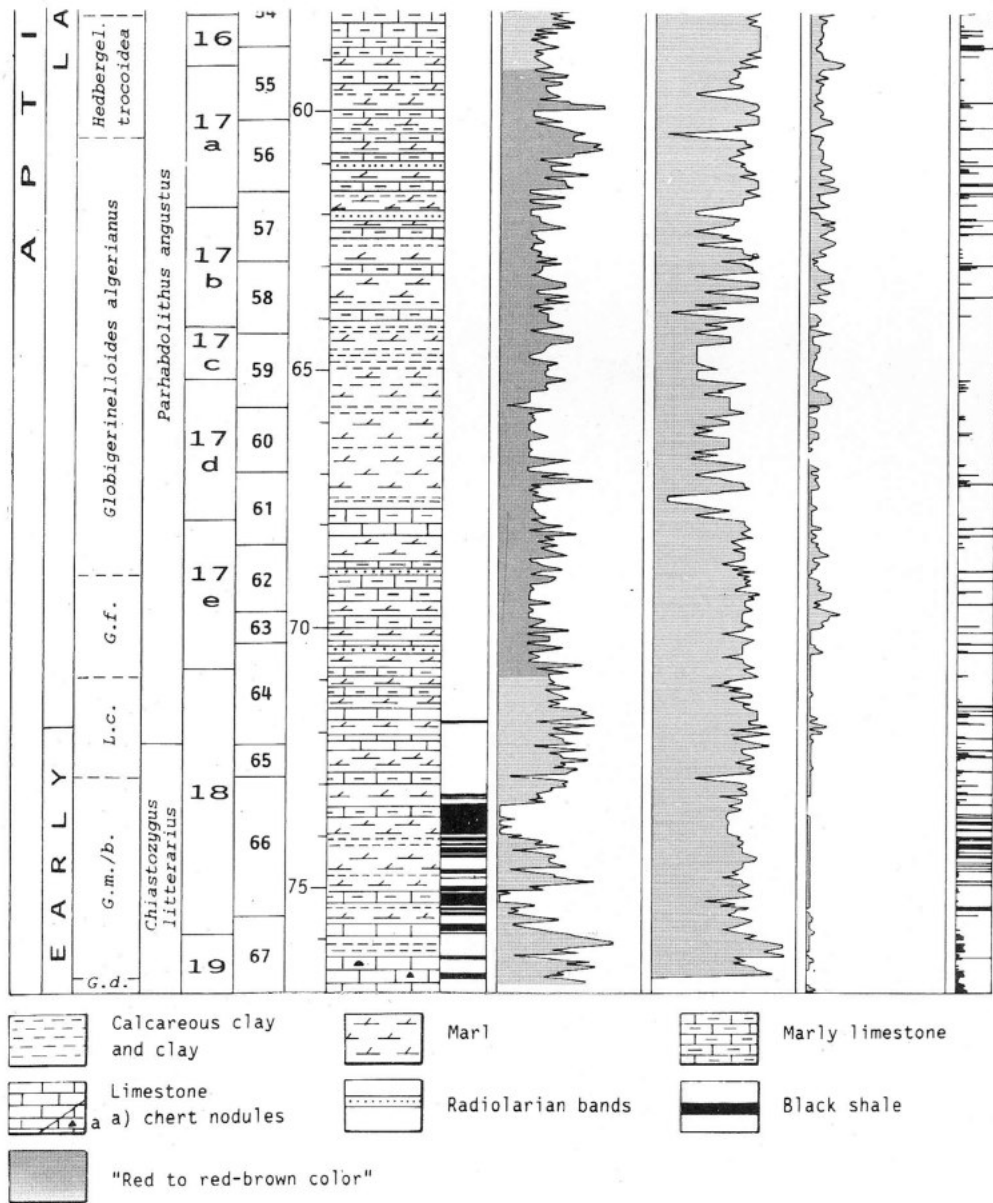 A P T I
L A
E A R L Y
Hedbergel.
trocoidea
Globigerinelloides algerianus
G.f.
L.c.
G.m./b.
G.d.
Parhabdolithus angustus
Chiastozygus
litterarius
16
17
a
17
b
17
c
17
d
17
e
18
19
54
55
56
57
58
59
60
61
62
63
64
65
66
67
60
65
70
75
Calcareous clay
and clay
Marl
Marly limestone
Limestone
a a) chert nodules
Radiolarian bands
Black shale
"Red to red-brown color"